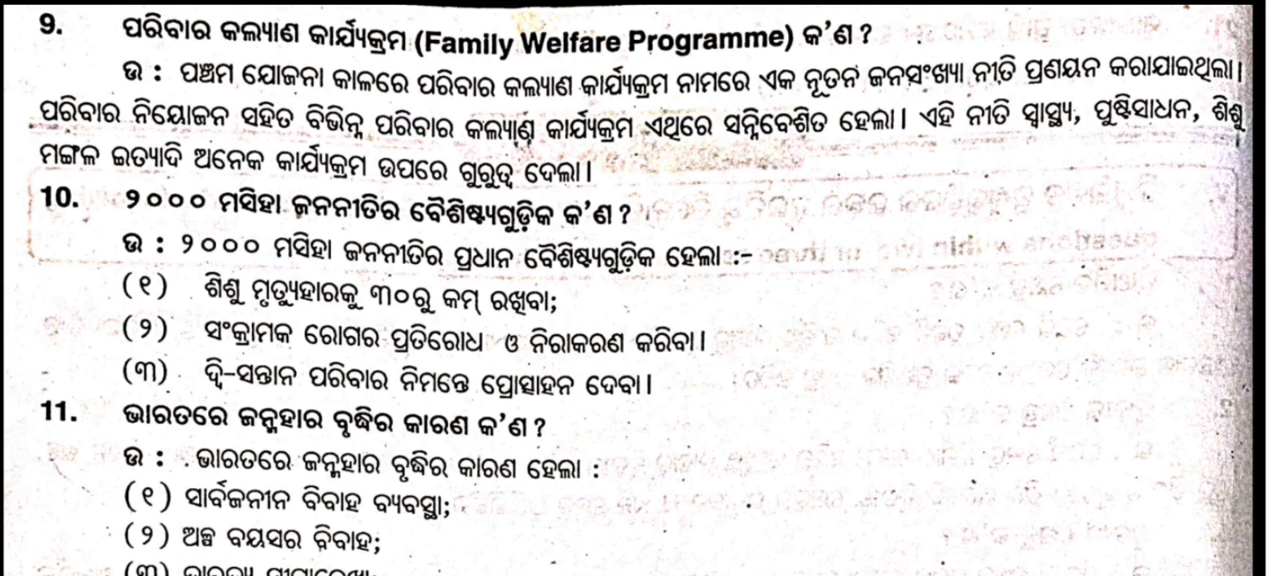 9. ପରିବାର କଲ୍ୟାଣ କାର୍ଯ୍ୟକ୍ରମ (Family Welfare Programme) କ'ଣ ?
ଉ : ପଞ୍ଚମ ଯୋଜନା କାଳରେ ପରିବାର କଲ୍ୟାଣ କାର୍ଯ୍ୟକ୍ରମ ନାମରେ ଏକ ନୂତନ ଜନସଂଖ୍ୟା ନୀତି ପ୍ରଣୟନ କରାଯାଇଥିଲା।
ପରିବାର ନିୟୋଜନ ସହିତ ବିଭିନ୍ନ ପରିବାର କଲ୍ୟାଣ କାର୍ଯ୍ୟକ୍ରମ ଏଥିରେ ସନ୍ନିବେଶିତ ହେଲା। ଏହି ନୀତି ସ୍ୱାସ୍ଥ୍ୟ, ପୁଷ୍ଟିସାଧନ, ଶିଶୁ
ମଙ୍ଗଳ ଇତ୍ୟାଦି ଅନେକ କାର୍ଯ୍ୟକ୍ରମ ଉପରେ ଗୁରୁତ୍ୱ ଦେଲା।
10. ୨୦୦୦ ମସିହା ଜନନୀତିର ବୈଶିଷ୍ଟ୍ୟଗୁଡ଼ିକ କ'ଣ ?
ଉ : ୨୦୦୦ ମସିହା ଜନନୀତିର ପ୍ରଧାନ ବୈଶିଷ୍ଟ୍ୟଗୁଡ଼ିକ ହେଲା :-
(୧) ଶିଶୁ ମୃତ୍ୟୁହାରକୁ ୩୦ରୁ କମ୍ ରଖିବା;
(୨) ସଂକ୍ରାମକ ରୋଗର ପ୍ରତିରୋଧ ଓ ନିରାକରଣ କରିବା।
(୩) ଦ୍ୱି-ସନ୍ତାନ ପରିବାର ନିମନ୍ତେ ପ୍ରୋତ୍ସାହନ ଦେବା।
11. ଭାରତରେ ଜନ୍ମହାର ବୃଦ୍ଧିର କାରଣ କ'ଣ ?
ଉ : ଭାରତରେ ଜନ୍ମହାର ବୃଦ୍ଧିର କାରଣ ହେଲା :
(୧) ସାର୍ବଜନୀନ ବିବାହ ବ୍ୟବସ୍ଥା;
(୨) ଅଳ୍ପ ବୟସର ବିବାହ;